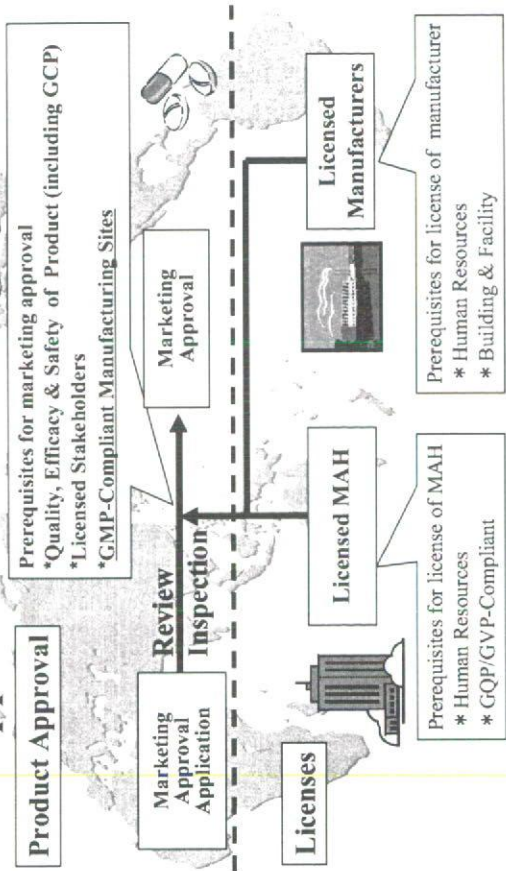 Product Approval
Prerequisites for marketing approval
*Quality, Efficacy & Safety of Product (including GCP)
*Licensed Stakeholders
*GMP-Compliant Manufacturing Sites
Marketing
Approval
Application
Review
Inspection
Marketing
Approval
Licenses
Licensed MAH
Licensed
Manufacturers
Prerequisites for license of MAH
* Human Resources
* GQP/GVP-Compliant
Prerequisites for license of manufacturer
* Human Resources
* Building & Facility